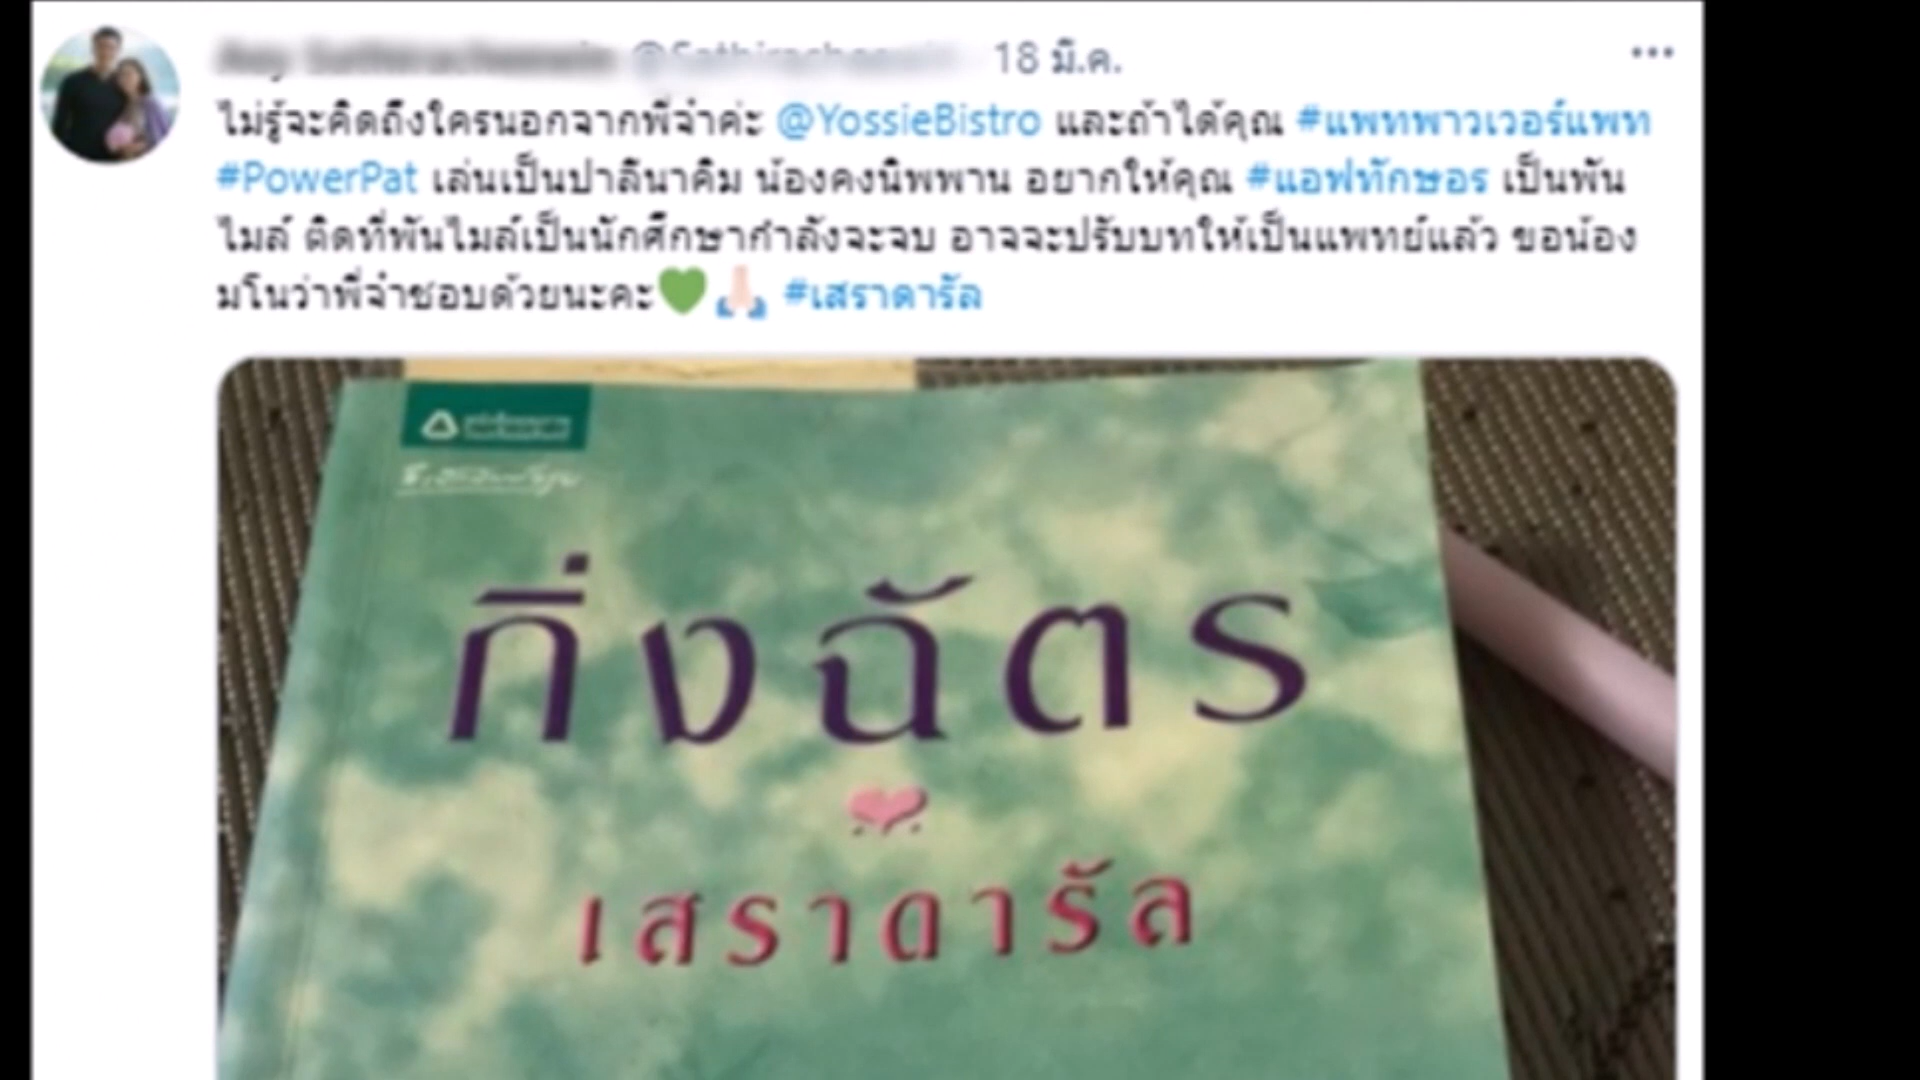 18 มี.ค.
ไม่รู้จะคิดถึงใครนอกจากพี่จ๋าค่ะ @YossieBistro และถ้าได้คุณ #แพทพาวเวอร์แพท
#PowerPat เล่นเป็นปาลินาคิม น้องคงนิพพาน อยากให้คุณ #แอฟทักษอร เป็นพัน
ไมล์ ติดที่พันไมล์เป็นนักศึกษากำลังจะจบ อาจจะปรับบทให้เป็นแพทย์แล้ว ขอน้อง
มโนว่าพี่จ๋าชอบด้วยนะคะ💚🙏🏻 #เสราดารัล
กิ่งฉัตร
เสราดารัล